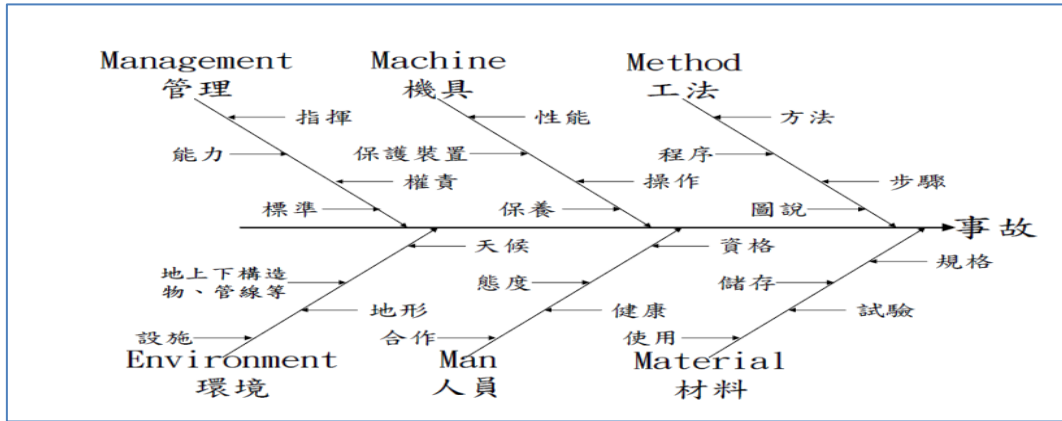 Management
管理
指揮
能力
權責
標準
Machine
機具
性能
保護裝置
操作
保養
Method
工法
方法
程序
步驟
圖說
事故
天候
地上下構造
物、管線等
地形
設施
Environment
環境
資格
態度
健康
合作
Man
人員
規格
儲存
試驗
使用
Material
材料